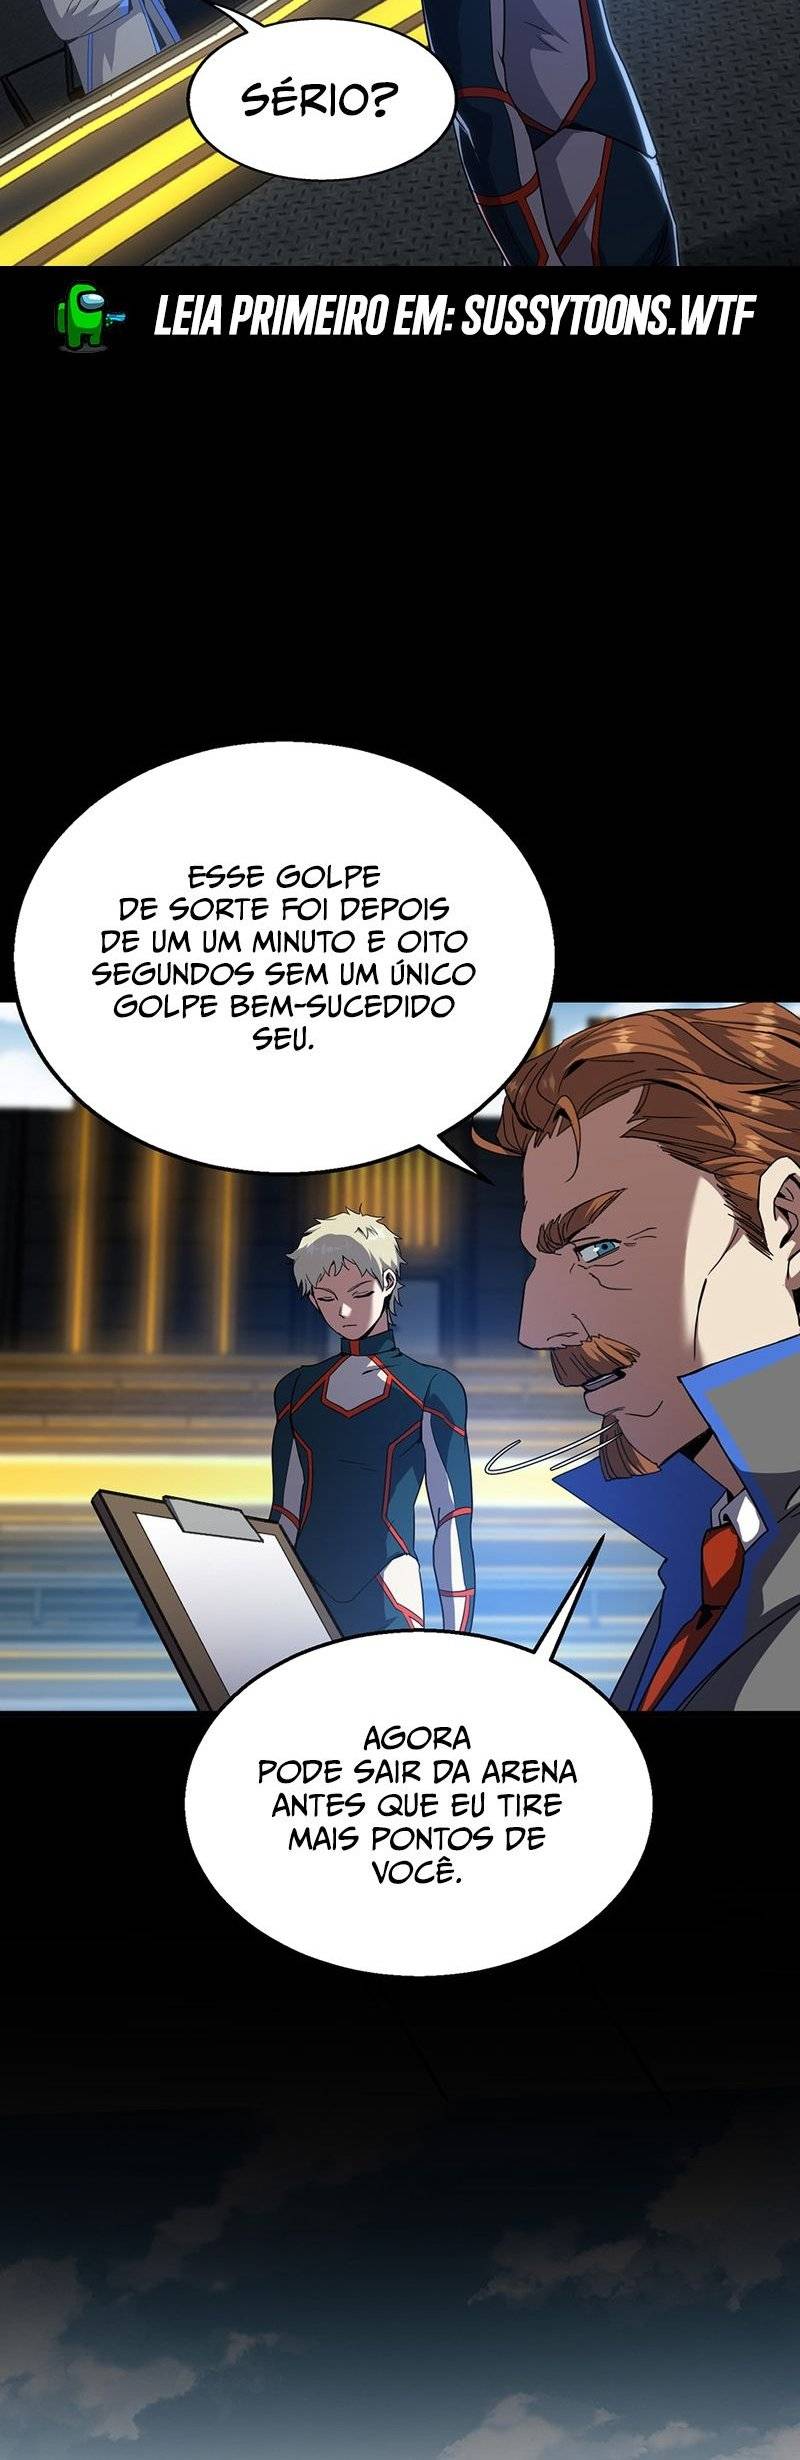 SÉRIO?
LEIA PRIMEIRO EM: SUSSYTOONS.WTF
ESSE GOLPE
DE SORTE FOI DEPOIS
DE UM UM MINUTO E OITO
SEGUNDOS SEM UM ÚNICO
GOLPE BEM-SUCEDIDO
SEU.
AGORA
PODE SAIR DA ARENA
ANTES QUE EU TIRE
MAIS PONTOS DE
VOCÊ.